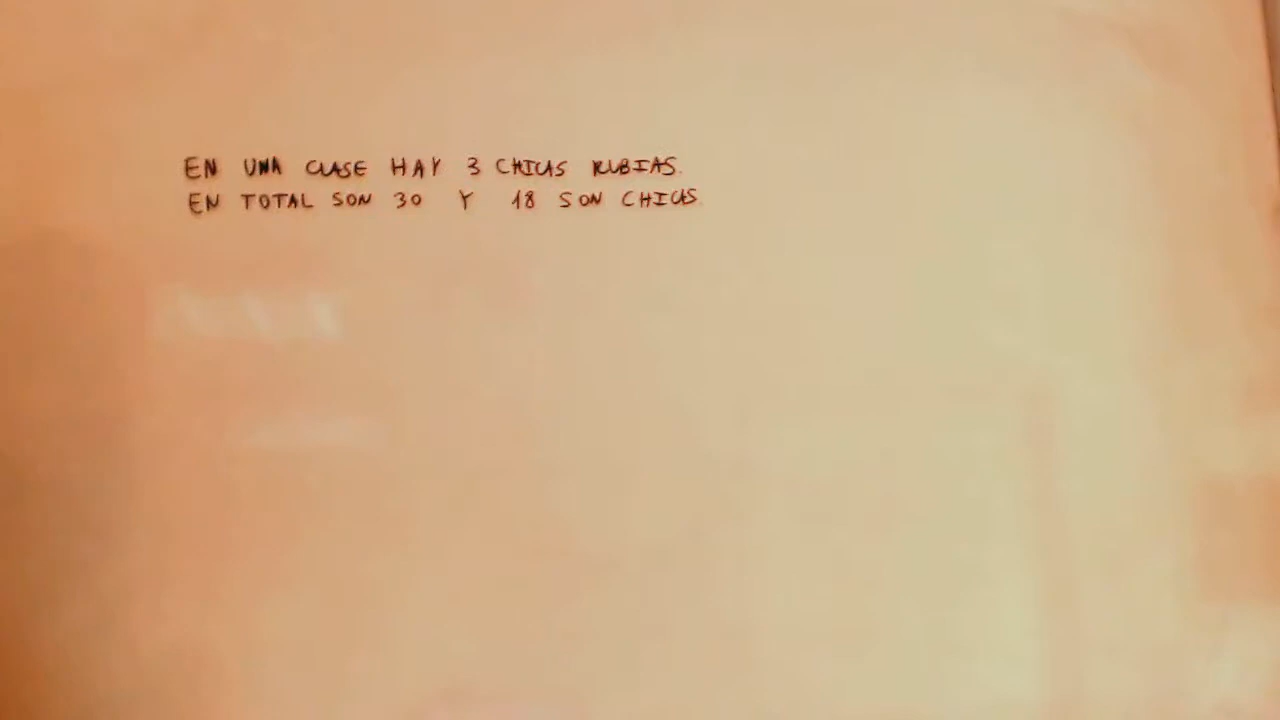 EN UNA CLASE HAY 3 CHICAS RUBIAS.
EN TOTAL SON 30 Y 18 SON CHICAS.